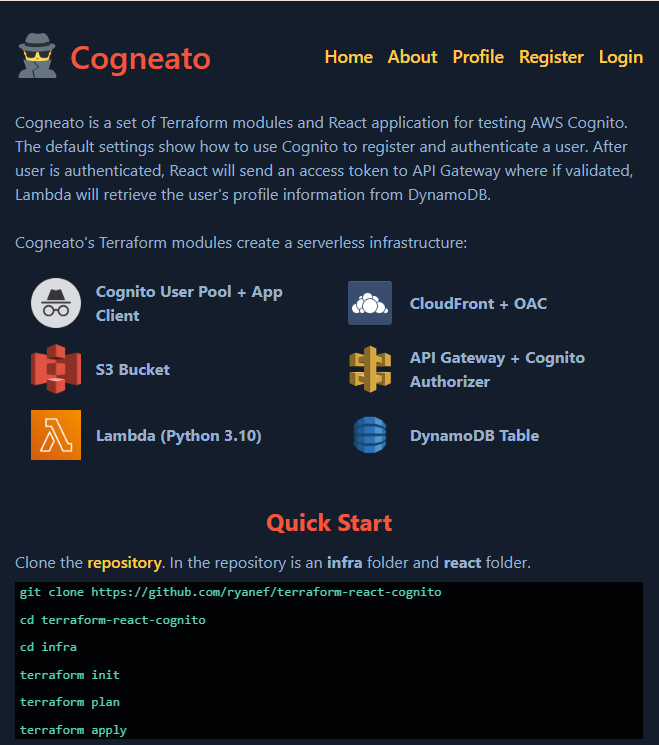 Cogneato
Home About Profile Register Login
Cogneato is a set of Terraform modules and React application for testing AWS Cognito.
The default settings show how to use Cognito to register and authenticate a user. After
user is authenticated, React will send an access token to API Gateway where if validated,
Lambda will retrieve the user's profile information from DynamoDB.
Cogneato's Terraform modules create a serverless infrastructure:
Cognito User Pool + App
Client
CloudFront + OAC
S3 Bucket
API Gateway + Cognito
Authorizer
Lambda (Python 3.10)
DynamoDB Table
Quick Start
Clone the repository. In the repository is an infra folder and react folder.
git clone https://github.com/ryanef/terraform-react-cognito
cd terraform-react-cognito
cd infra
terraform init
terraform plan
terraform apply